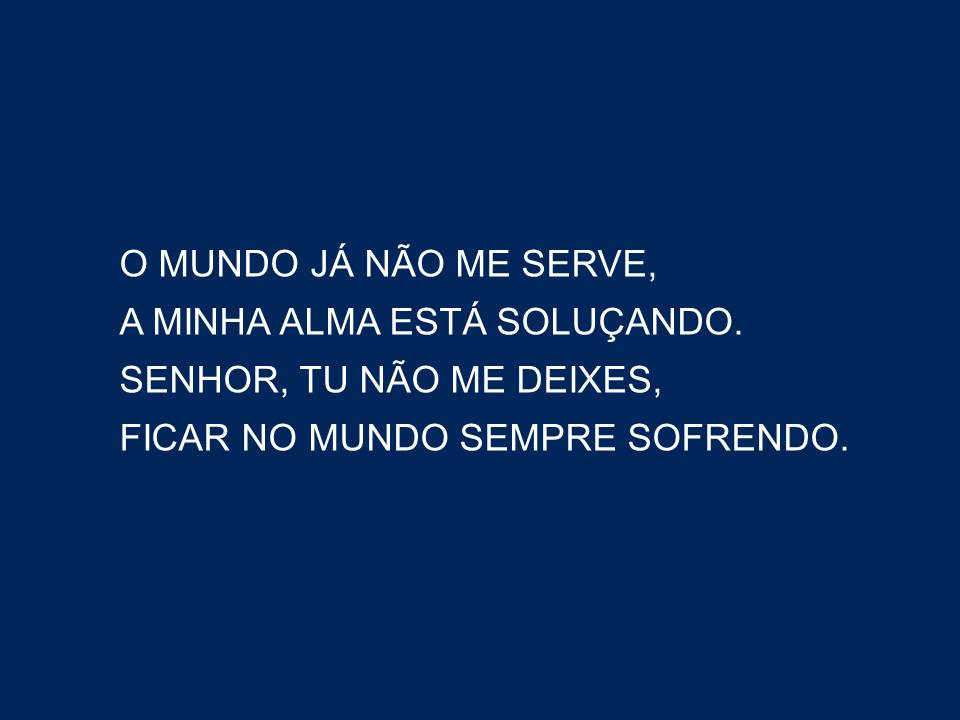 O MUNDO JÁ NÃO ME SERVE,
A MINHA ALMA ESTÁ SOLUÇANDO.
SENHOR, TU NÃO ME DEIXES,
FICAR NO MUNDO SEMPRE SOFRENDO.